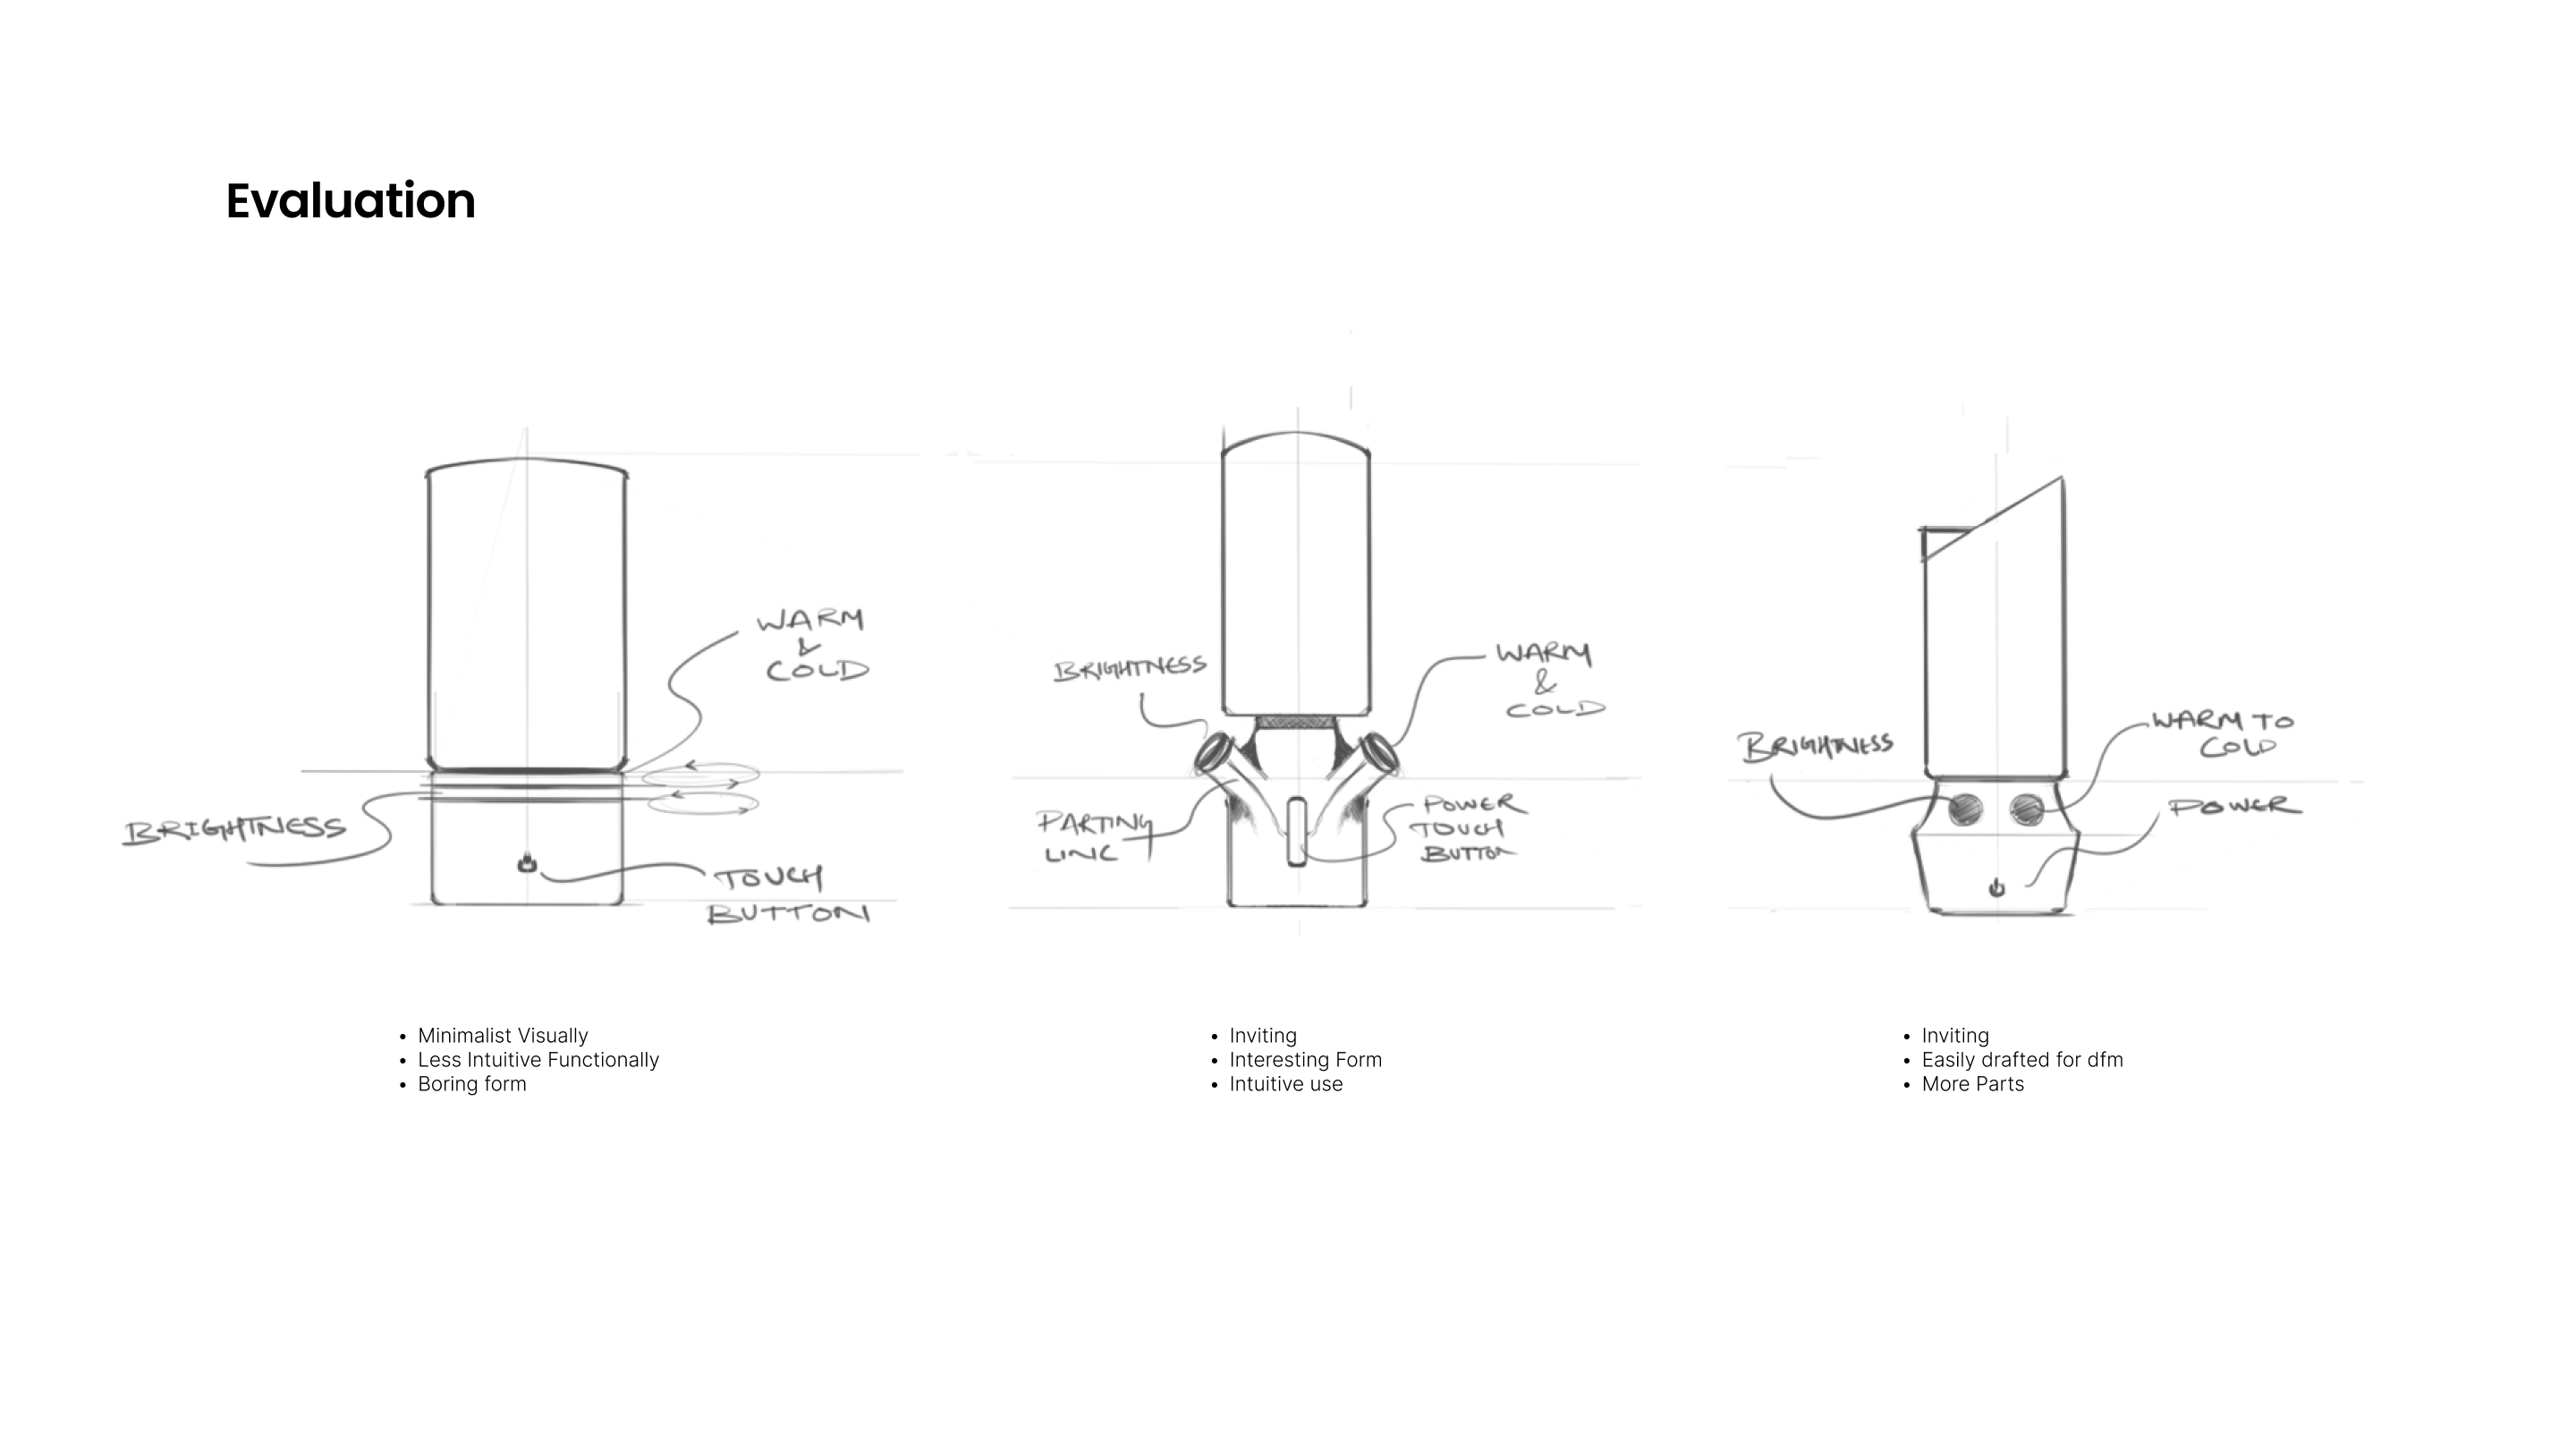 Evaluation
WARM
&
COLD
BRIGHTNESS
TOUCH
BUTTON
BRIGHTNESS
WARM
&
COLD
PARTING
LINE
POWER
TOUCH
BUTTON
BRIGHTNESS
WARM TO
COLD
POWER
• Minimalist Visually
• Less Intuitive Functionally
• Boring form
• Inviting
• Interesting Form
• Intuitive use
• Inviting
• Easily drafted for dfm
• More Parts